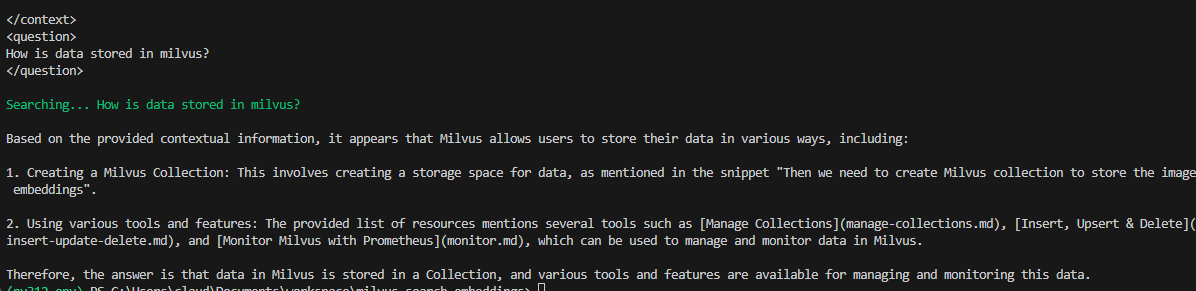 </context>
<question>
How is data stored in milvus?
</question>
Searching... How is data stored in milvus?
Based on the provided contextual information, it appears that Milvus allows users to store their data in various ways, including:
1. Creating a Milvus Collection: This involves creating a storage space for data, as mentioned in the snippet "Then we need to create Milvus collection to store the image
embeddings".
2. Using various tools and features: The provided list of resources mentions several tools such as [Manage Collections](manage-collections.md), [Insert, Upsert & Delete](
insert-update-delete.md), and [Monitor Milvus with Prometheus](monitor.md), which can be used to manage and monitor data in Milvus.
Therefore, the answer is that data in Milvus is stored in a Collection, and various tools and features are available for managing and monitoring this data.
(py312_env) PS C:\Users\claud\Documents\workspace\milvus_search_embeddings>